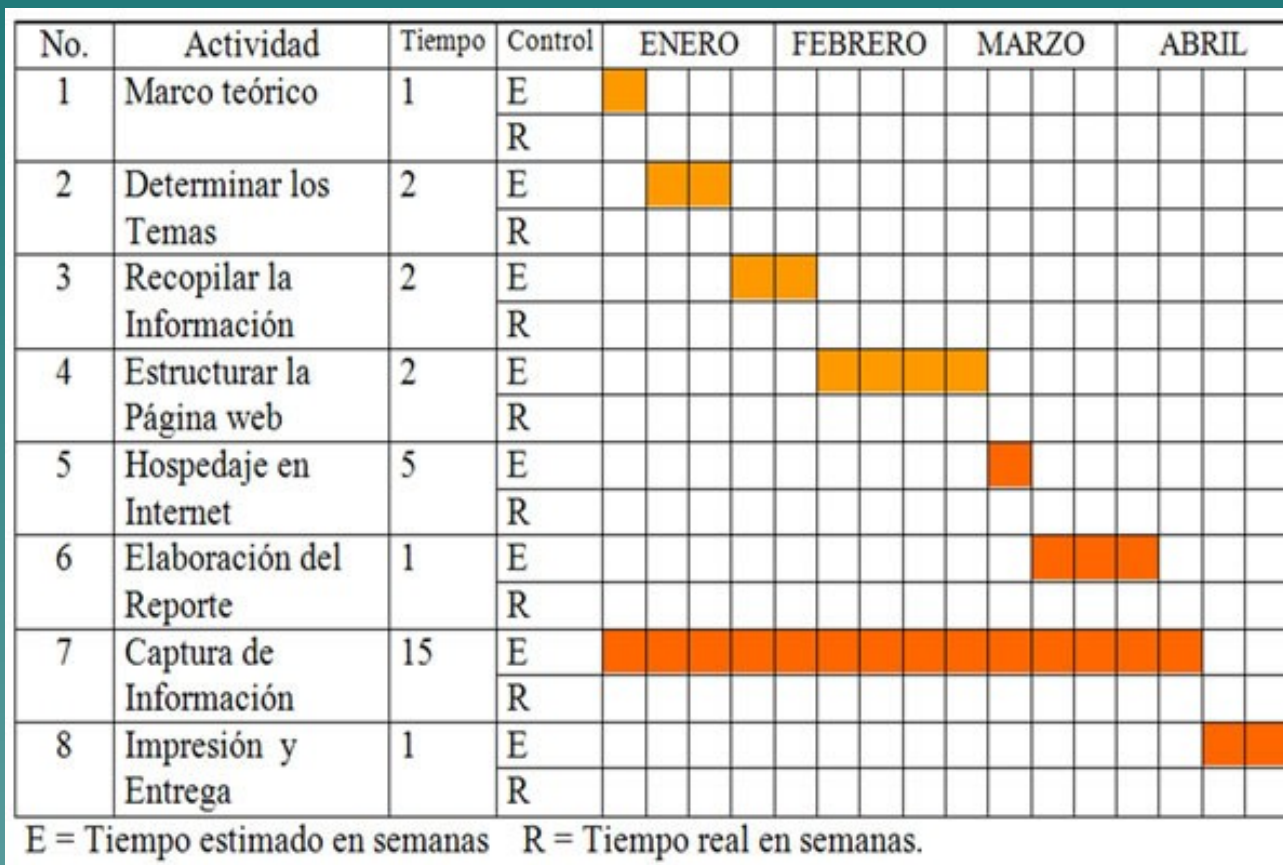 No. Actividad Tiempo Control ENERO FEBRERO MARZO ABRIL
1 Marco teórico 1 E
R
2 Determinar los 2 E
Temas R
3 Recopilar la 2 E
Información R
4 Estructurar la 2 E
Página web R
5 Hospedaje en 5 E
Internet R
6 Elaboración del 1 E
Reporte R
7 Captura de 15 E
Información R
8 Impresión y 1 E
Entrega R
E = Tiempo estimado en semanas R = Tiempo real en semanas.